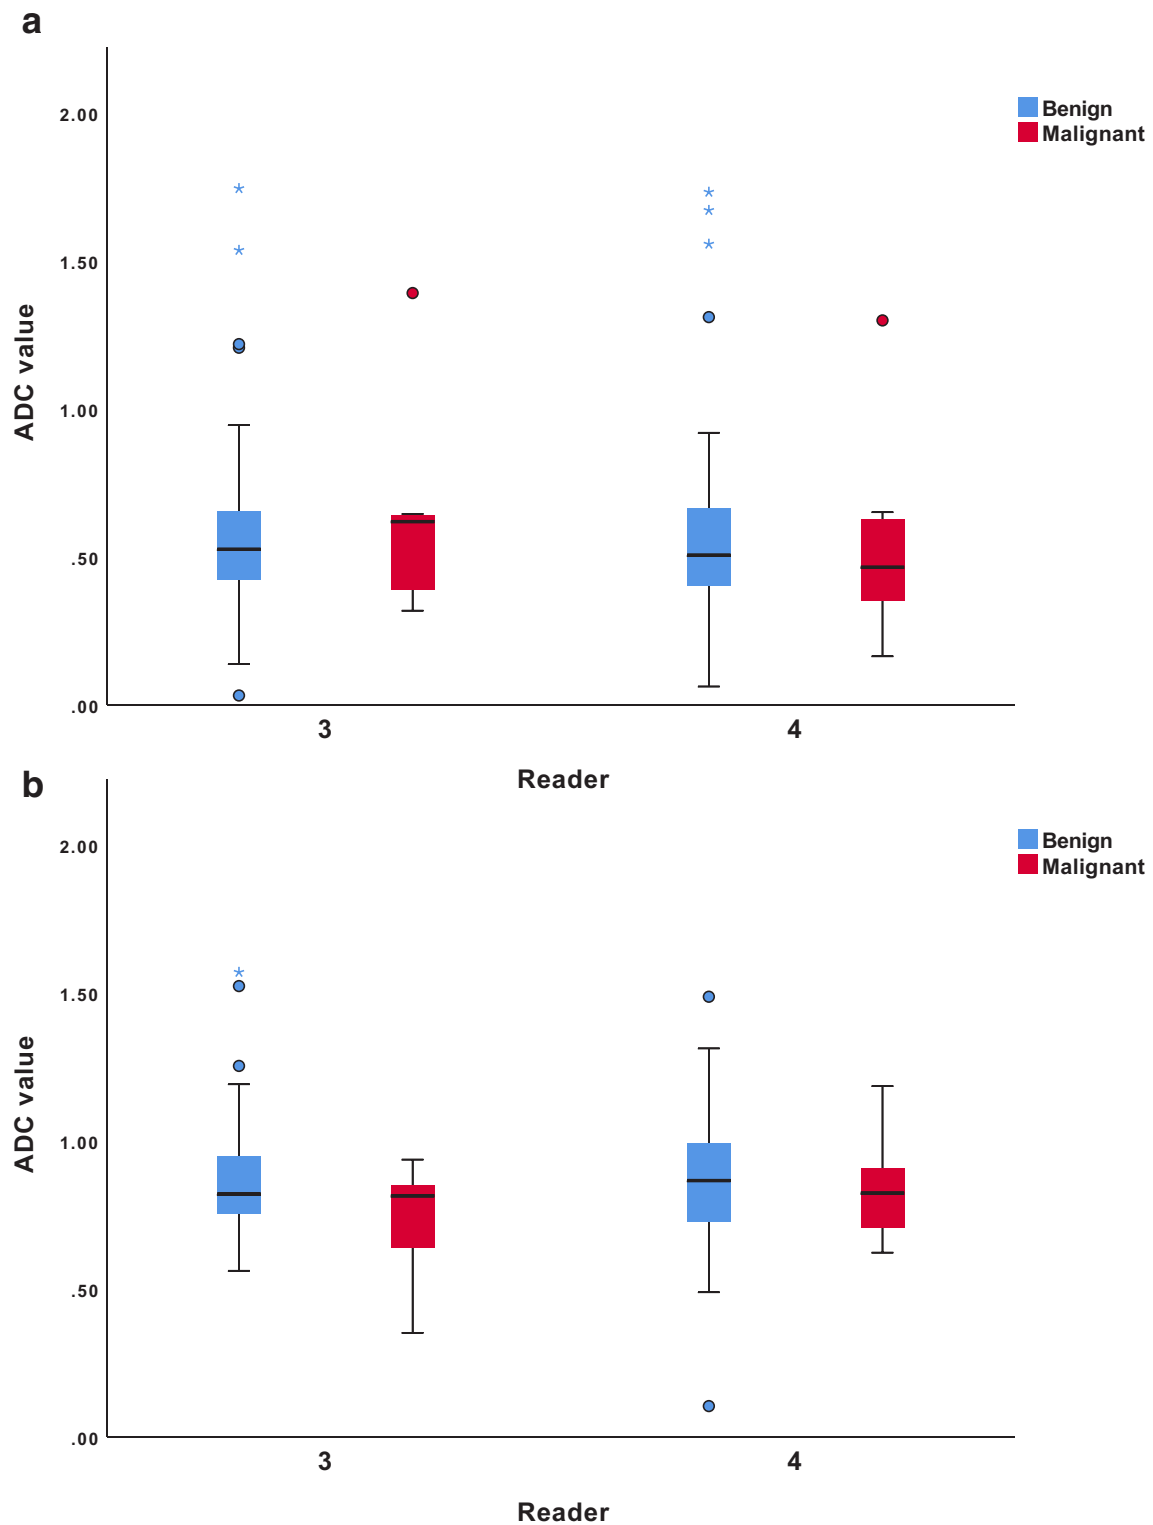 a
2.00
Benign
Malignant
1.50
ADC value
1.00
.50
.00
3 4
Reader
b
2.00
Benign
Malignant
1.50
ADC value
1.00
.50
.00
3 4
Reader